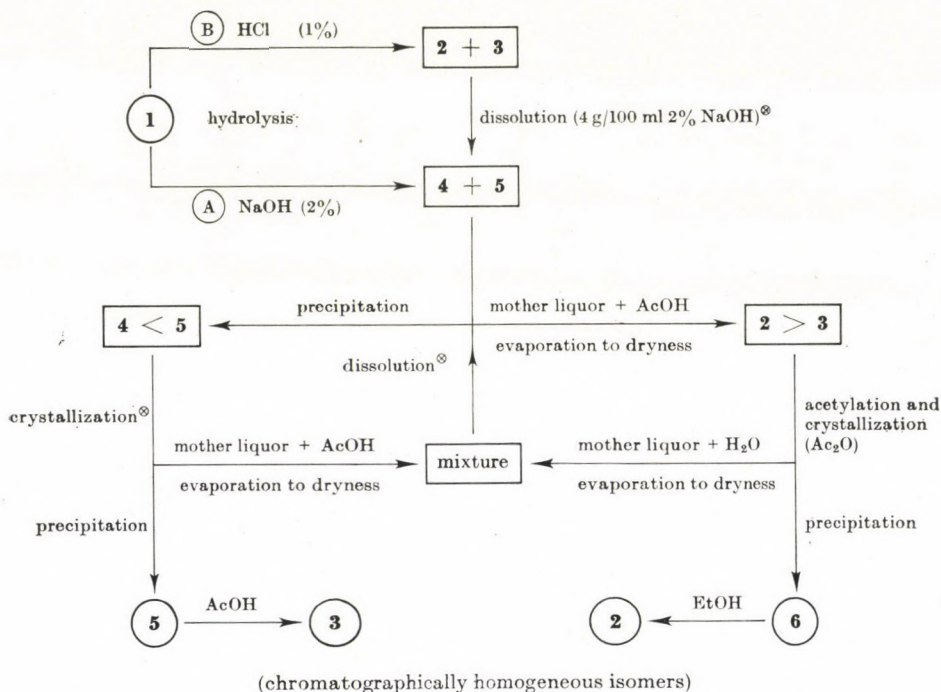 B HCl (1%)
2 + 3
1
hydrolysis
dissolution (4 g/100 ml 2% NaOH)⊗
4 + 5
A NaOH (2%)
4 < 5
precipitation
mother liquor + AcOH
evaporation to dryness
2 > 3
dissolution⊗
crystallization⊗
acetylation and
crystallization
(Ac₂O)
mother liquor + AcOH
evaporation to dryness
mixture
mother liquor + H₂O
evaporation to dryness
precipitation
precipitation
5
AcOH
3
2
EtOH
6
(chromatographically homogeneous isomers)